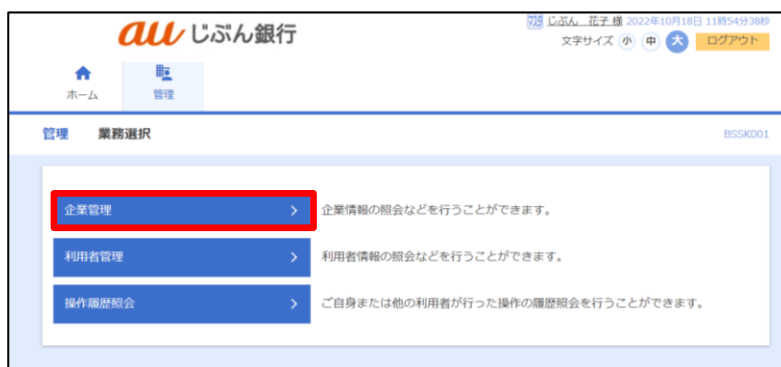 au じぶん銀行
マスタ じぶん 花子 様 2022年10月18日 11時54分38秒
文字サイズ 小 中 大 ログアウト
ホーム 管理
管理 業務選択 BSSK001
企業管理 企業情報の照会などを行うことができます。
利用者管理 利用者情報の照会などを行うことができます。
操作履歴照会 ご自身または他の利用者が行った操作の履歴照会を行うことができます。